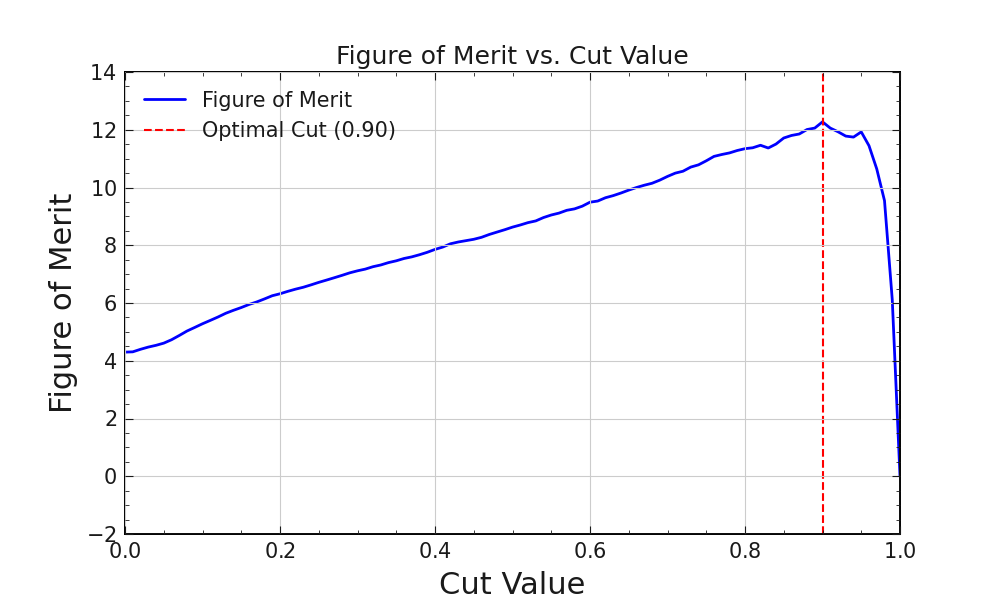 Figure of Merit vs. Cut Value
Figure of Merit
Optimal Cut (0.90)
Figure of Merit
14
12
10
8
6
4
2
0
−2
0.0 0.2 0.4 0.6 0.8 1.0
Cut Value